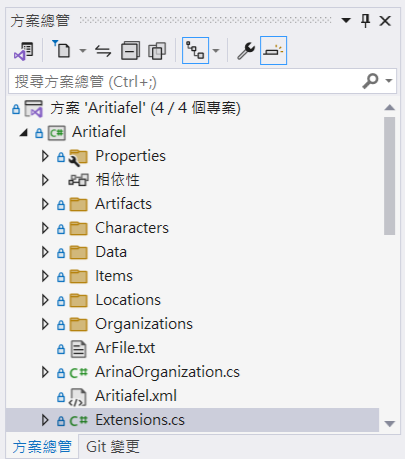 方案總管
搜尋方案總管 (Ctrl+;)
方案 'Aritiafel' (4 / 4 個專案)
C# Aritiafel
Properties
相依性
Artifacts
Characters
Data
Items
Locations
Organizations
ArFile.txt
C# ArinaOrganization.cs
Aritiafel.xml
C# Extensions.cs
方案總管 Git 變更